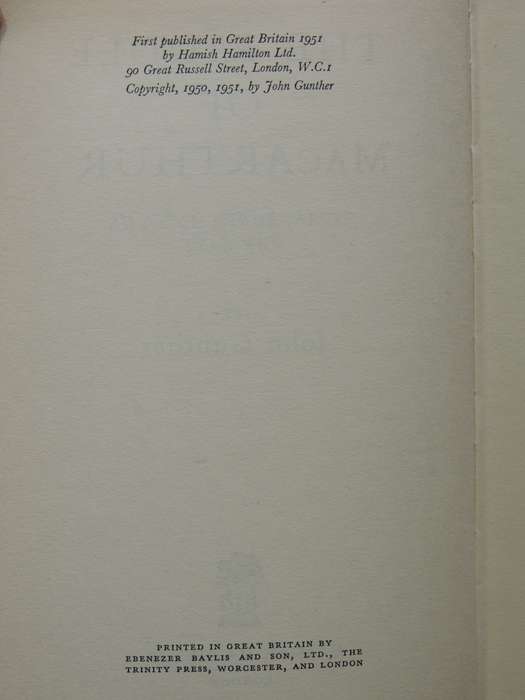 First published in Great Britain 1951
by Hamish Hamilton Ltd.
90 Great Russell Street, London, W.C.1
Copyright, 1950, 1951, by John Gunther
PRINTED IN GREAT BRITAIN BY
EBENEZER BAYLIS AND SON, LTD., THE
TRINITY PRESS, WORCESTER, AND LONDON